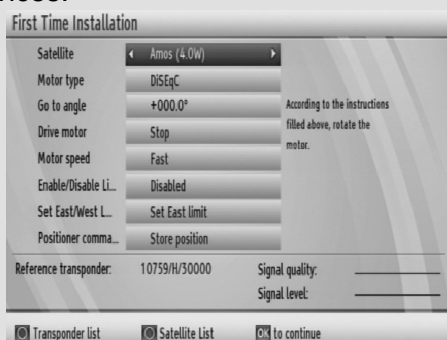 First Time Installation
Satellite Amos (4.0W)
Motor type DiSEqC
Go to angle +000.0°
Drive motor Stop
Motor speed Fast
Enable/Disable Li... Disabled
Set East/West L... Set East limit
Positioner comma... Store position
According to the instructions
filled above, rotate the
motor.
Reference transponder: 10759/H/30000 Signal quality:
Signal level:
Transponder list Satellite List OK to continue